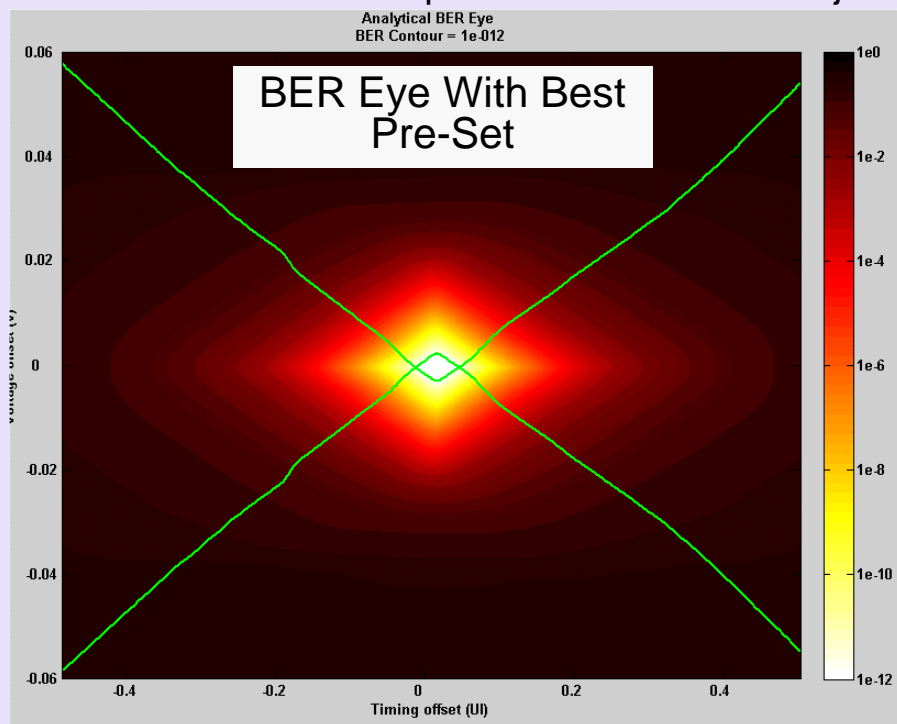 Analytical BER Eye
BER Contour = 1e-012
BER Eye With Best
Pre-Set
0.06
0.04
0.02
0
-0.02
-0.04
-0.06
-0.4
-0.2
0
0.2
0.4
Timing offset (UI)
1e0
1e-2
1e-4
1e-6
1e-8
1e-10
1e-12